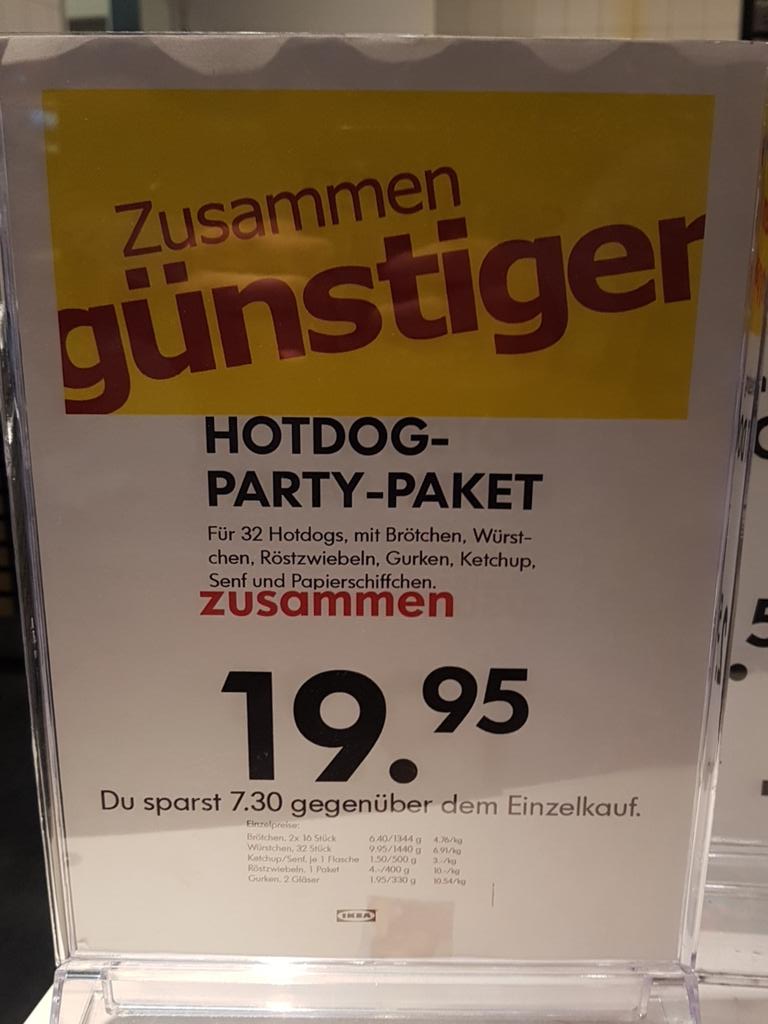 Zusammen
günstiger
HOTDOG-
PARTY-PAKET
Für 32 Hotdogs, mit Brötchen, Würst-
chen, Röstzwiebeln, Gurken, Ketchup,
Senf und Papierschiffchen.
zusammen
19.95
Du sparst 7.30 gegenüber dem Einzelkauf.
Einzelpreise:
Brötchen, 2x 16 Stück 6.40/1344 g 4.76/kg
Würstchen, 32 Stück 9.95/1440 g 6.91/kg
Ketchup/Senf, je 1 Flasche 1.50/500 g 3.-/kg
Röstzwiebeln, 1 Paket 4.-/400 g 10.-/kg
Gurken, 2 Gläser 1.95/330 g 10.54/kg
IKEA